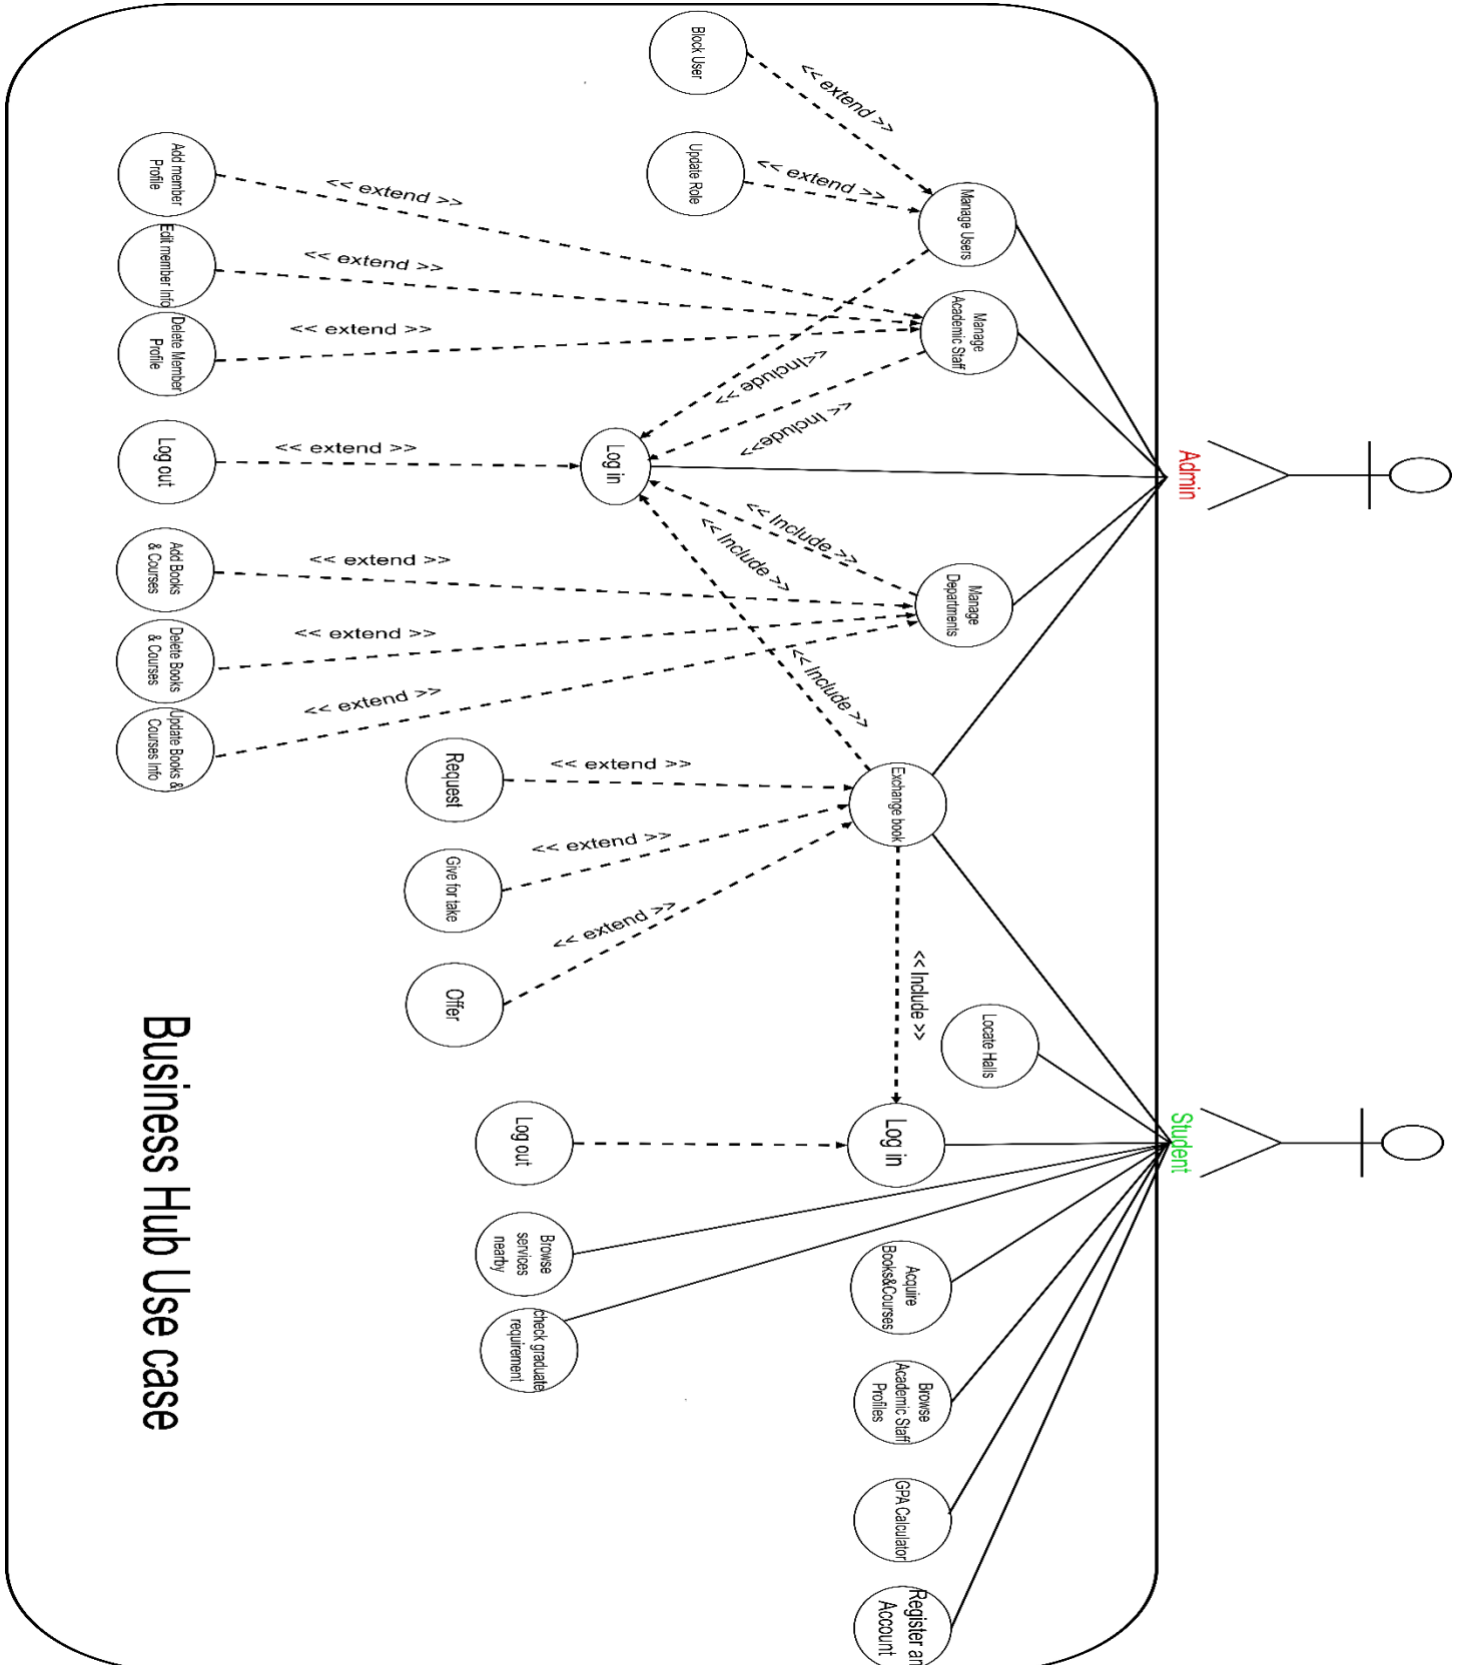 Admin
Student
Block User
<< extend >>
Update Role
<< extend >>
Manage Users
Add member
Profile
<< extend >>
Edit member Info
<< extend >>
Delete Member
Profile
<< extend >>
Manage
Academic Staff
<<Include >>
<< Include>>
Log out
<< extend >>
Log in
Add Books
& Courses
<< extend >>
Delete Books
& Courses
<< extend >>
Update Books &
Courses Info
<< extend >>
Manage
Departments
<< Include >>
<< Include >>
<< Include >>
Request
<< extend >>
Give for take
<< extend >>
Offer
<< extend >>
Exchange book
<< Include >>
Locate Halls
Log in
Log out
Browse
services
nearby
check graduate
requirement
Acquire
Books&Courses
Browse
Academic Staff
Profiles
GPA Calculator
Register an
Account
Business Hub Use case